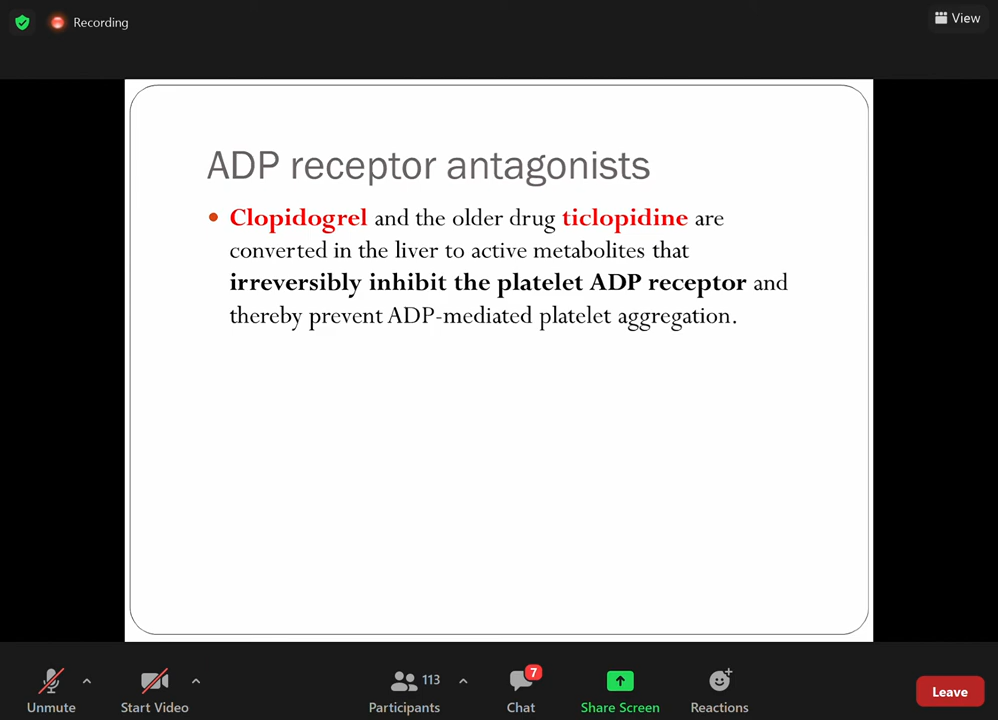 Recording
View
ADP receptor antagonists
• Clopidogrel and the older drug ticlopidine are
converted in the liver to active metabolites that
irreversibly inhibit the platelet ADP receptor and
thereby prevent ADP-mediated platelet aggregation.
113
7
Unmute
Start Video
Participants
Chat
Share Screen
Reactions
Leave